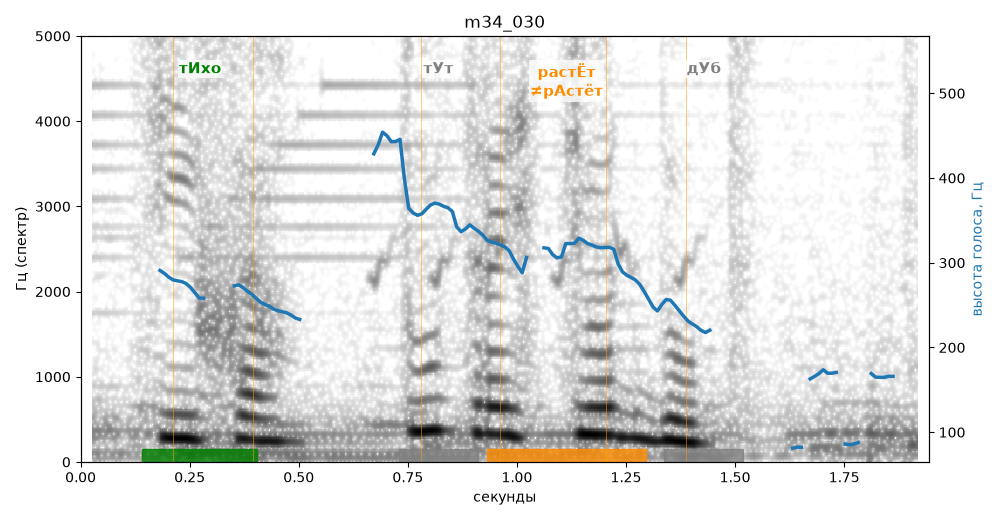 m34_030
5000
4000
3000
2000
1000
0
Гц (спектр)
тИхо
тУт
растЁт
≠рАстёт
дУб
500
400
300
200
100
высота голоса, Гц
0.00 0.25 0.50 0.75 1.00 1.25 1.50 1.75
секунды